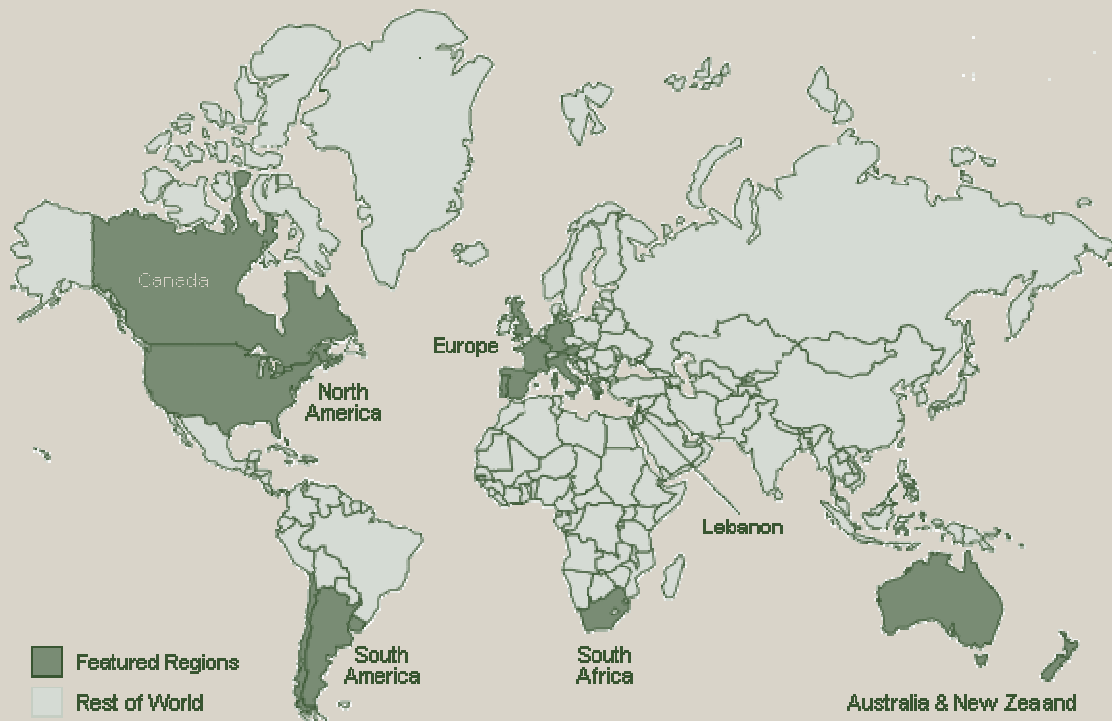 Canada
Europe
North
America
Lebanon
South
America
South
Africa
Featured Regions
Rest of World
Australia & New Zeaand